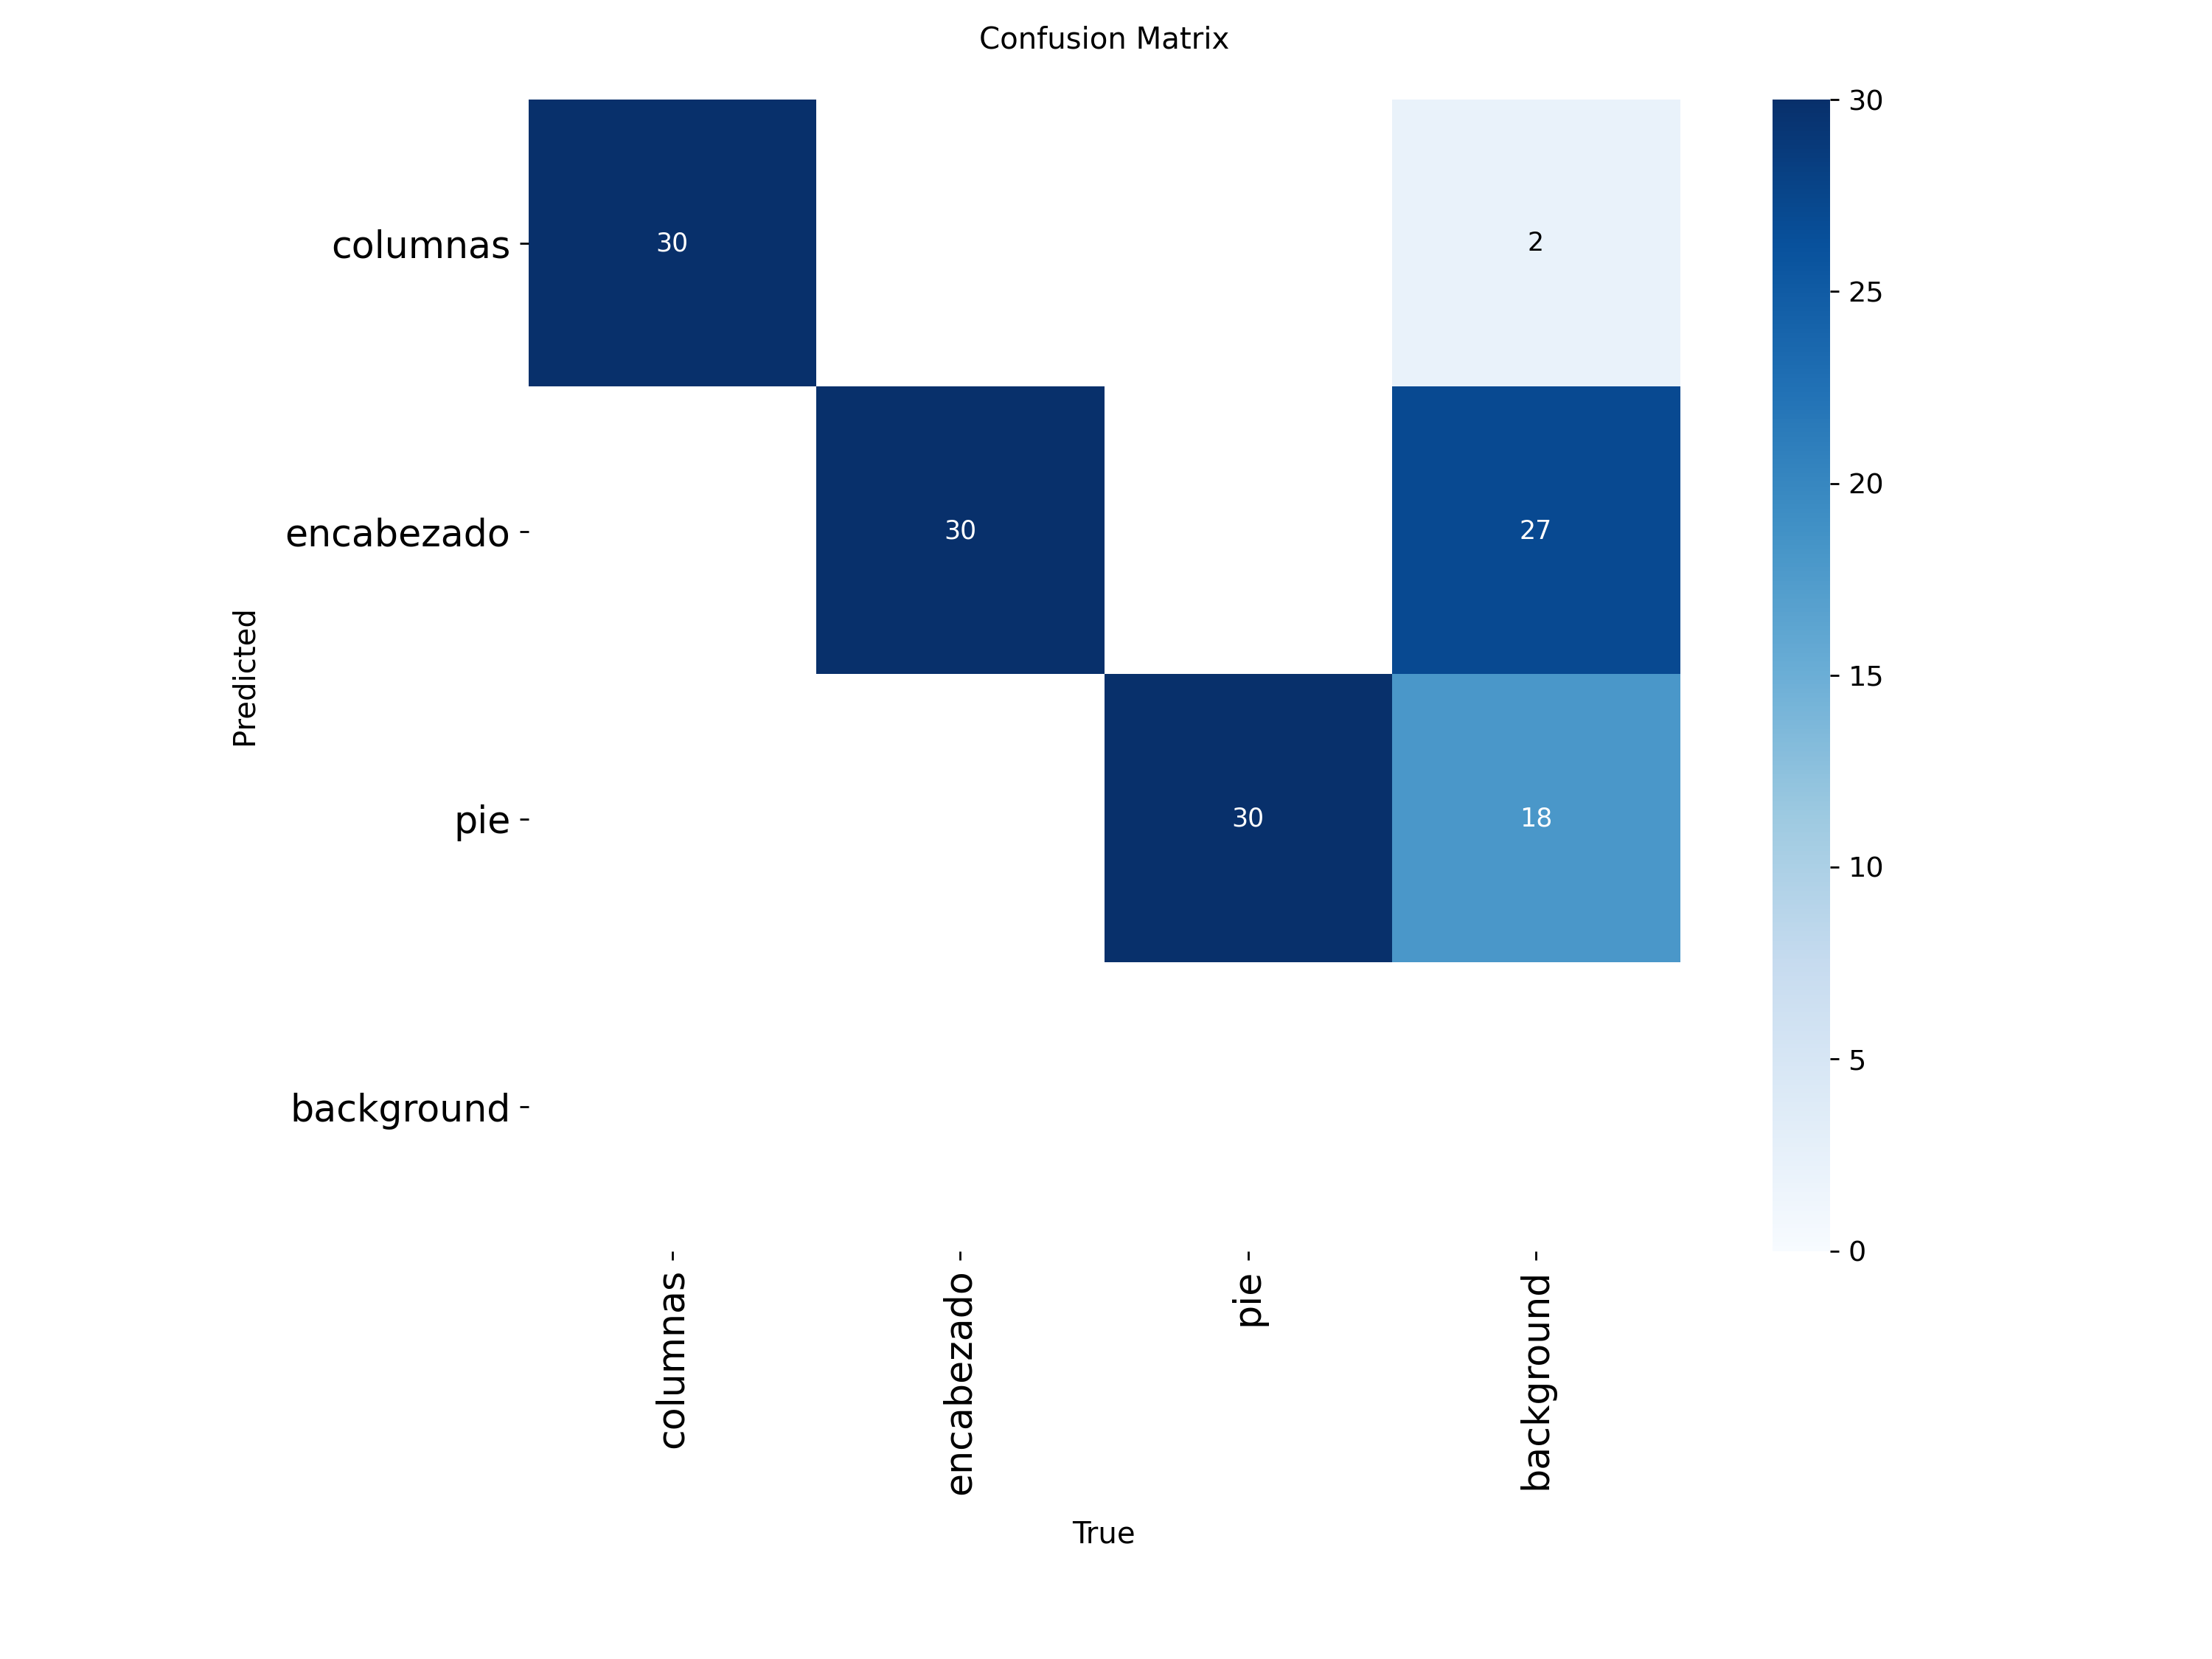 Confusion Matrix
columnas
30
2
encabezado
30
27
pie
30
18
background
Predicted
columnas
encabezado
pie
background
True
30
25
20
15
10
5
0